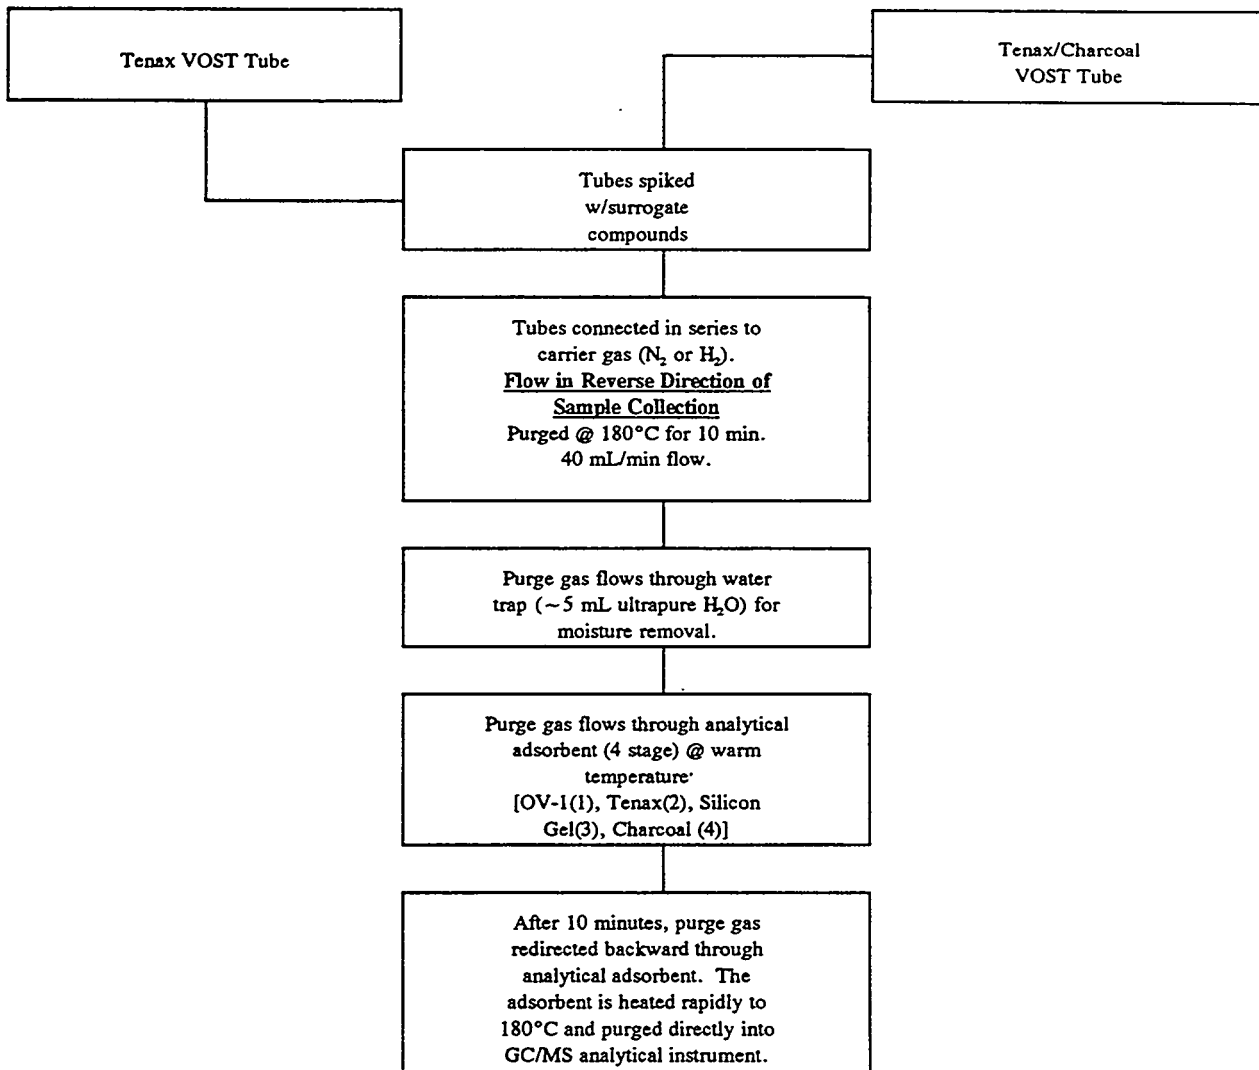 Tenax VOST Tube
Tenax/Charcoal
VOST Tube
Tubes spiked
w/surrogate
compounds
Tubes connected in series to
carrier gas (N₂ or H₂).
Flow in Reverse Direction of
Sample Collection
Purged @ 180°C for 10 min.
40 mL/min flow.
Purge gas flows through water
trap (~5 mL ultrapure H₂O) for
moisture removal.
Purge gas flows through analytical
adsorbent (4 stage) @ warm
temperature·
[OV-1(1), Tenax(2), Silicon
Gel(3), Charcoal (4)]
After 10 minutes, purge gas
redirected backward through
analytical adsorbent. The
adsorbent is heated rapidly to
180°C and purged directly into
GC/MS analytical instrument.